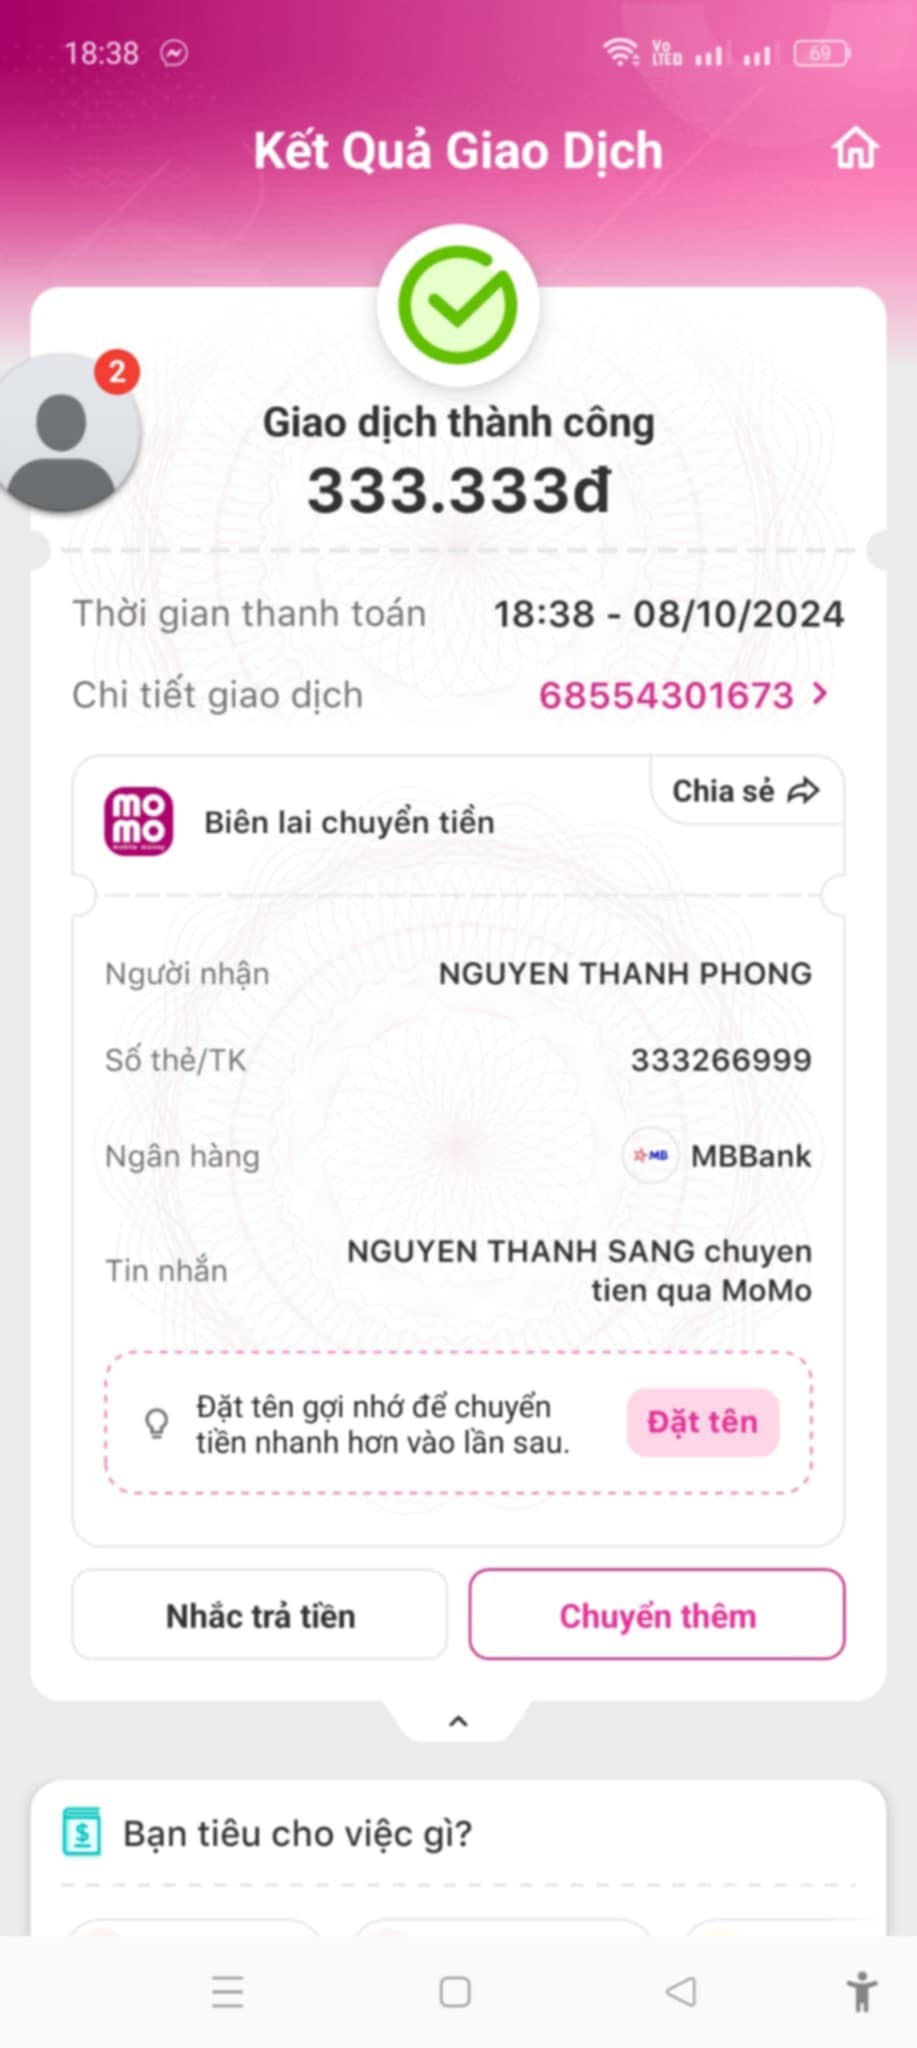 18:38
Vo LTED
69
Kết Quả Giao Dịch
2
Giao dịch thành công
333.333đ
Thời gian thanh toán 18:38 - 08/10/2024
Chi tiết giao dịch 68554301673 >
mo mo
Biên lai chuyển tiền
Chia sẻ
Người nhận NGUYEN THANH PHONG
Số thẻ/TK 333266999
Ngân hàng MB MBBank
Tin nhắn NGUYEN THANH SANG chuyen
tien qua MoMo
Đặt tên gợi nhớ để chuyển
tiền nhanh hơn vào lần sau.
Đặt tên
Nhắc trả tiền
Chuyển thêm
$ Bạn tiêu cho việc gì?